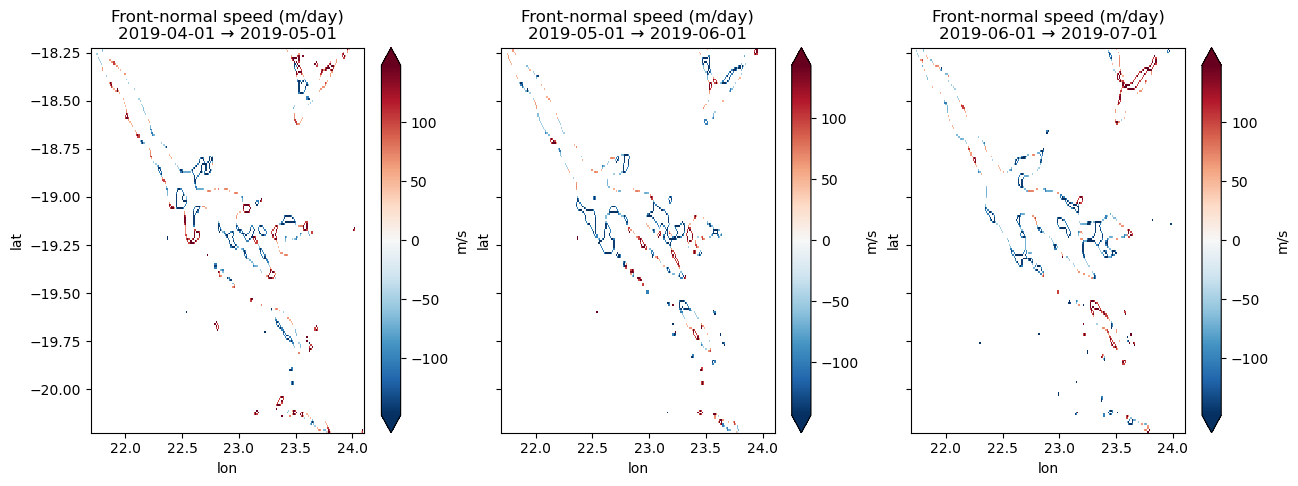 Front-normal speed (m/day)
2019-04-01 → 2019-05-01
Front-normal speed (m/day)
2019-05-01 → 2019-06-01
Front-normal speed (m/day)
2019-06-01 → 2019-07-01
−18.25
−18.50
−18.75
−19.00
−19.25
−19.50
−19.75
−20.00
lat
22.0 22.5 23.0 23.5 24.0
lon
100
50
0
−50
−100
m/s
lat
22.0 22.5 23.0 23.5 24.0
lon
100
50
0
−50
−100
m/s
lat
22.0 22.5 23.0 23.5 24.0
lon
100
50
0
−50
−100
m/s